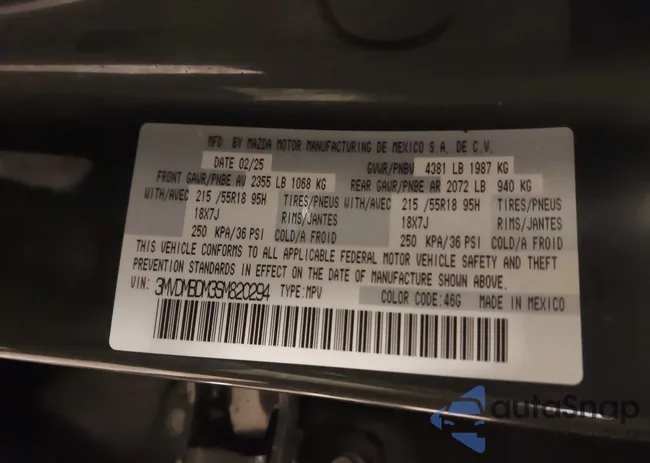 MFD. BY MAZDA MOTOR MANUFACTURING DE MEXICO S.A. DE C.V.
DATE 02/25 GVWR/PNBV 4381 LB 1987 KG
FRONT GAWR/PNBE AV 2355 LB 1068 KG REAR GAWR/PNBE AR 2072 LB 940 KG
WITH/AVEC 215 /55R18 95H TIRES/PNEUS WITH/AVEC 215 /55R18 95H TIRES/PNEUS
18X7J RIMS/JANTES 18X7J RIMS/JANTES
250 KPA/36 PSI COLD/A FROID 250 KPA/36 PSI COLD/A FROID
THIS VEHICLE CONFORMS TO ALL APPLICABLE FEDERAL MOTOR VEHICLE SAFETY AND THEFT
PREVENTION STANDARDS IN EFFECT ON THE DATE OF MANUFACTURE SHOWN ABOVE.
VIN: 3MVDMBDM3SM820294 TYPE:MPV COLOR CODE:46G MADE IN MEXICO
autoSnap